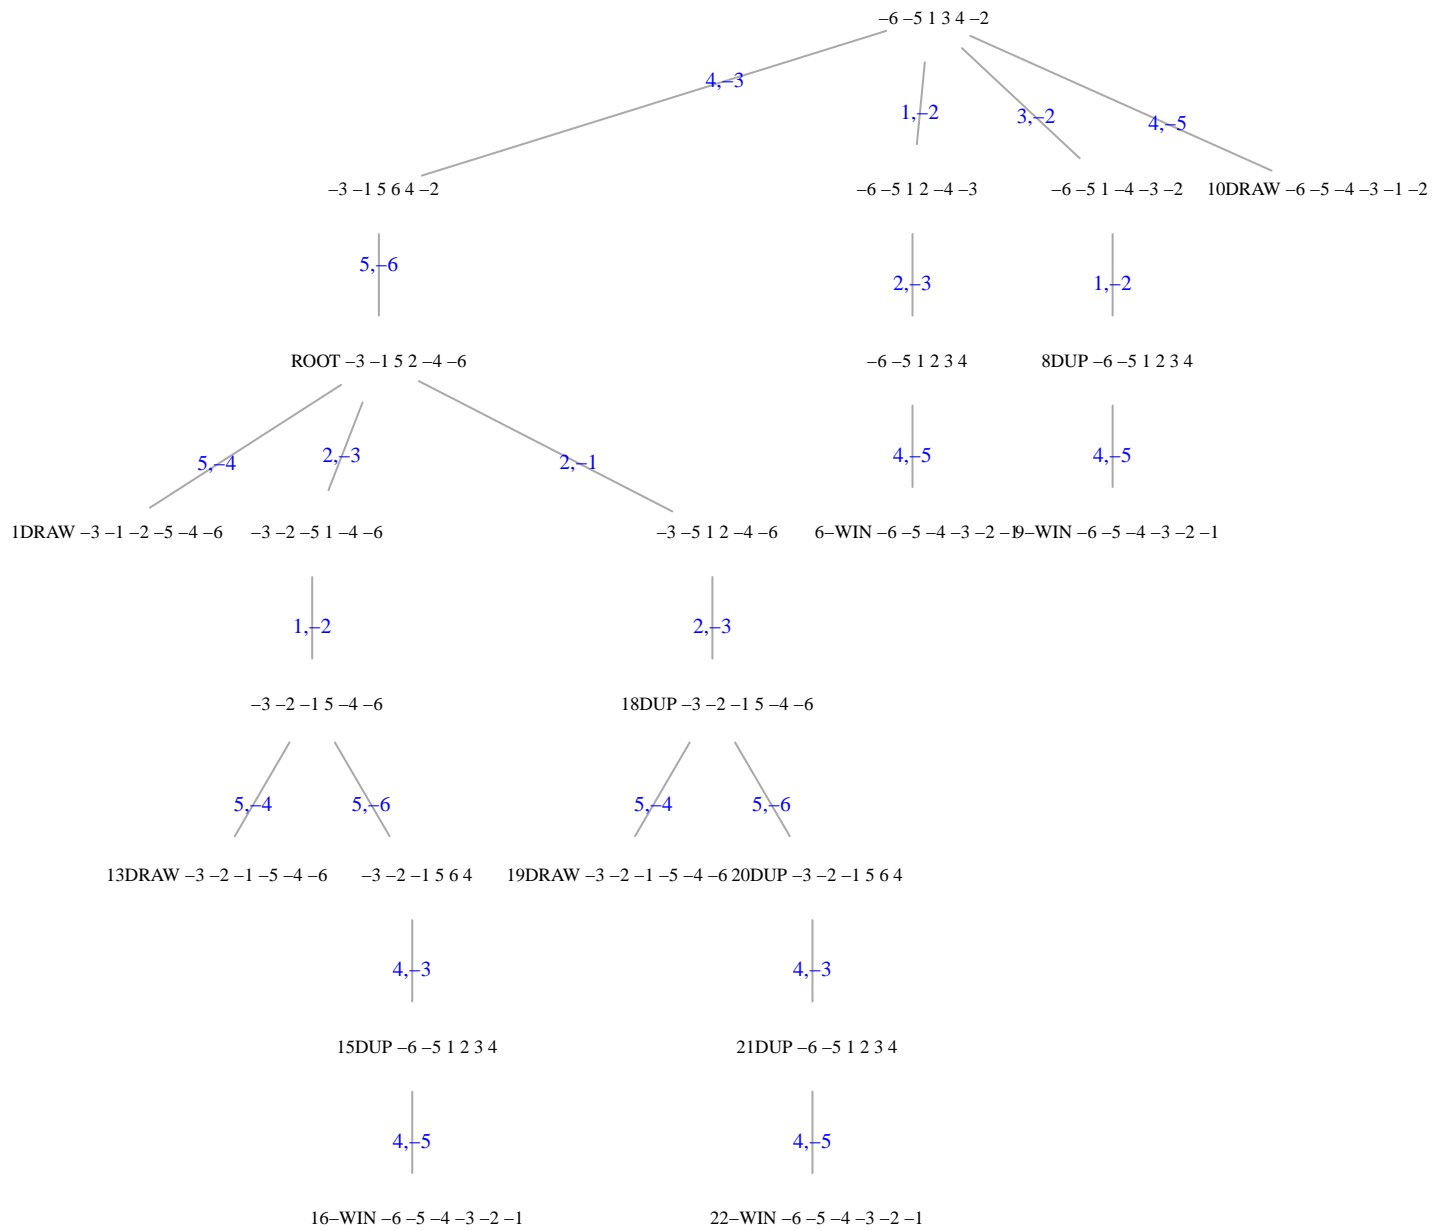 –6 –5 1 3 4 –2
4,–3
1,–2
3,–2
4,–5
–3 –1 5 6 4 –2
–6 –5 1 2 –4 –3
–6 –5 1 –4 –3 –2
10DRAW –6 –5 –4 –3 –1 –2
5,–6
2,–3
1,–2
ROOT –3 –1 5 2 –4 –6
–6 –5 1 2 3 4
8DUP –6 –5 1 2 3 4
5,–4
2,–3
2,–1
4,–5
4,–5
1DRAW –3 –1 –2 –5 –4 –6
–3 –2 –5 1 –4 –6
–3 –5 1 2 –4 –6
6–WIN –6 –5 –4 –3 –2 –1
9–WIN –6 –5 –4 –3 –2 –1
1,–2
2,–3
–3 –2 –1 5 –4 –6
18DUP –3 –2 –1 5 –4 –6
5,–4
5,–6
5,–4
5,–6
13DRAW –3 –2 –1 –5 –4 –6
–3 –2 –1 5 6 4
19DRAW –3 –2 –1 –5 –4 –6
20DUP –3 –2 –1 5 6 4
4,–3
4,–3
15DUP –6 –5 1 2 3 4
21DUP –6 –5 1 2 3 4
4,–5
4,–5
16–WIN –6 –5 –4 –3 –2 –1
22–WIN –6 –5 –4 –3 –2 –1